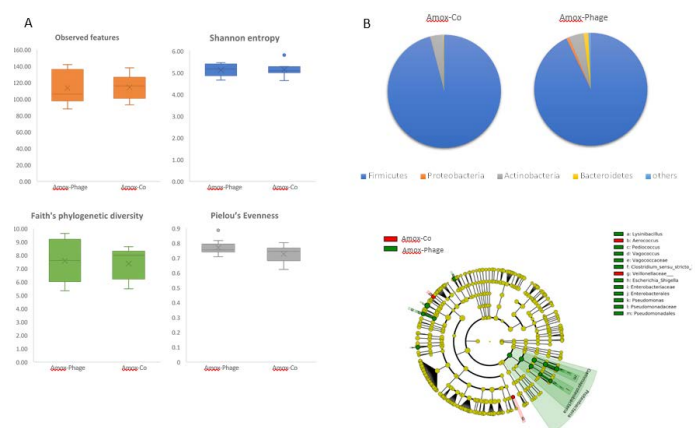 A
Observed features
160.00
140.00
120.00
100.00
80.00
60.00
40.00
20.00
0.00
Amox-Phage
Amox-Co
Shannon entropy
6.00
5.00
4.00
3.00
2.00
1.00
0.00
Amox-Phage
Amox-Co
Faith's phylogenetic diversity
10.00
9.00
8.00
7.00
6.00
5.00
4.00
3.00
2.00
1.00
0.00
Amox-Phage
Amox-Co
Pielou's Evenness
0.9
0.8
0.7
0.6
0.5
0.4
0.3
0.2
0.1
0
Amox-Phage
Amox-Co
B
Amox-Co
Amox-Phage
Firmicutes
Proteobacteria
Actinobacteria
Bacteroidetes
others
Amox-Co
Amox-Phage
a: Lysinibacillus
b: Aerococcus
c: Pediococcus
d: Vagococcus
e: Vagococcaceae
f: Clostridium_sensu_stricto_
g: Veillonellaceae__
h: Escherichia_Shigella
i: Enterobacteriaceae
j: Enterobacterales
k: Pseudomonas
l: Pseudomonadaceae
m: Pseudomonadales
Gammaproteobacteria
Proteobacteria